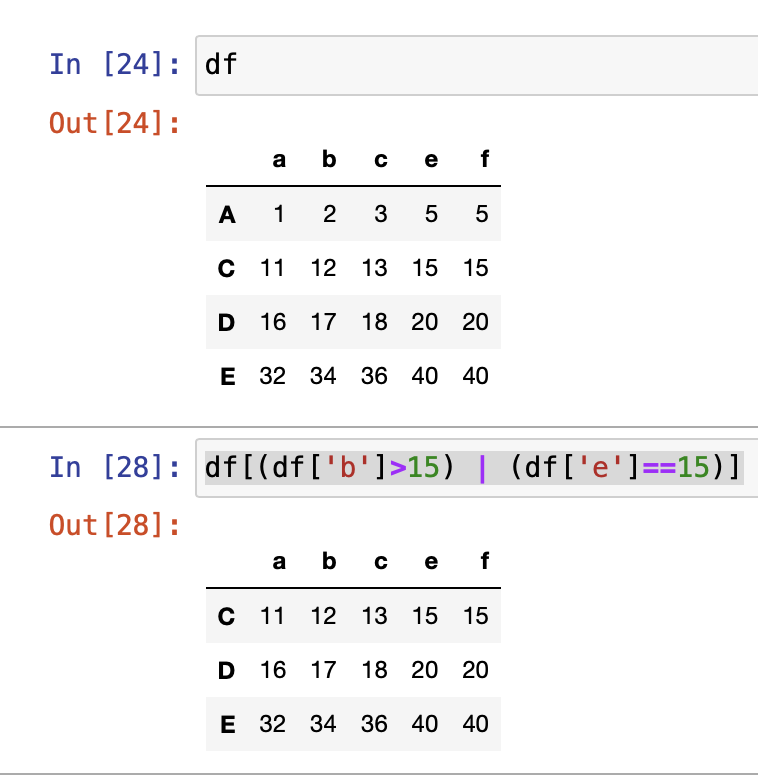 In [24]: df
Out[24]:
a b c e f
A 1 2 3 5 5
C 11 12 13 15 15
D 16 17 18 20 20
E 32 34 36 40 40
In [28]: df[(df['b']>15) | (df['e']==15)]
Out[28]:
a b c e f
C 11 12 13 15 15
D 16 17 18 20 20
E 32 34 36 40 40